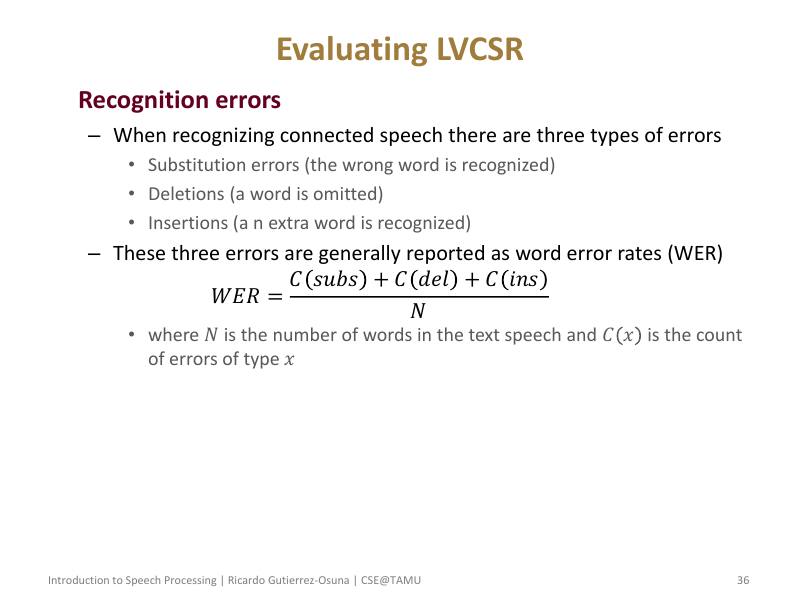 Evaluating LVCSR
Recognition errors
– When recognizing connected speech there are three types of errors
• Substitution errors (the wrong word is recognized)
• Deletions (a word is omitted)
• Insertions (a n extra word is recognized)
– These three errors are generally reported as word error rates (WER)
WER = \frac{C(subs) + C(del) + C(ins)}{N}
• where N is the number of words in the text speech and C(x) is the count
of errors of type x
Introduction to Speech Processing | Ricardo Gutierrez-Osuna | CSE@TAMU 36